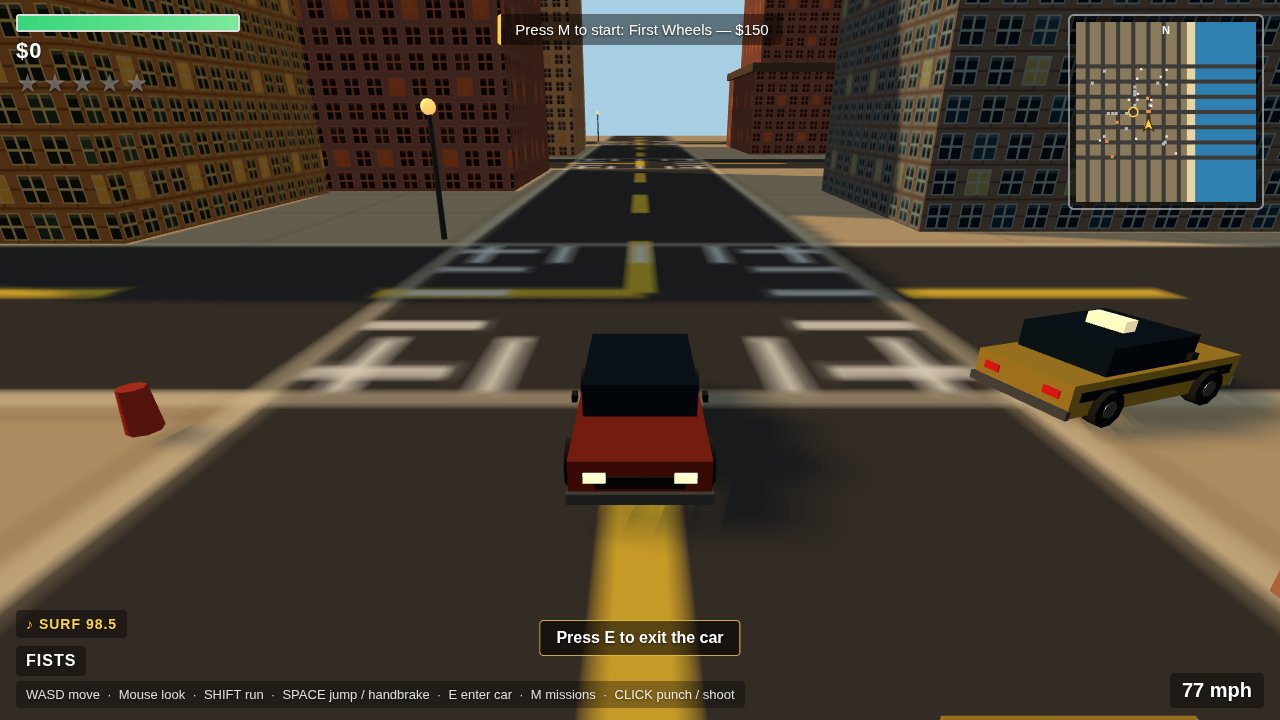 Press M to start: First Wheels — $150
N
$0
♪ SURF 98.5
FISTS
Press E to exit the car
WASD move · Mouse look · SHIFT run · SPACE jump / handbrake · E enter car · M missions · CLICK punch / shoot
77 mph